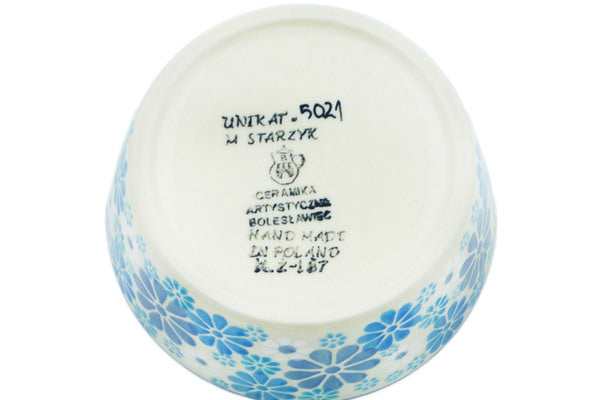 UNIKAT.5021
M STARZYK
CERAMIKA
ARTYSTYCZNA
BOLESŁAWIEC
HAND MADE
IN POLAND